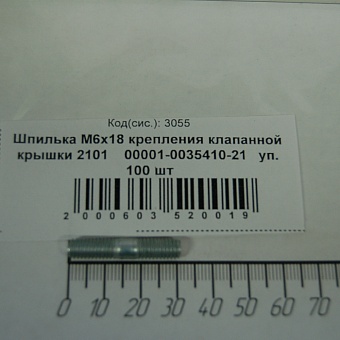 Код(сис.): 3055
Шпилька М6х18 крепления клапанной
крышки 2101 00001-0035410-21 уп.
100 шт
2 000603 520019
0 10 20 30 40 50 60 70